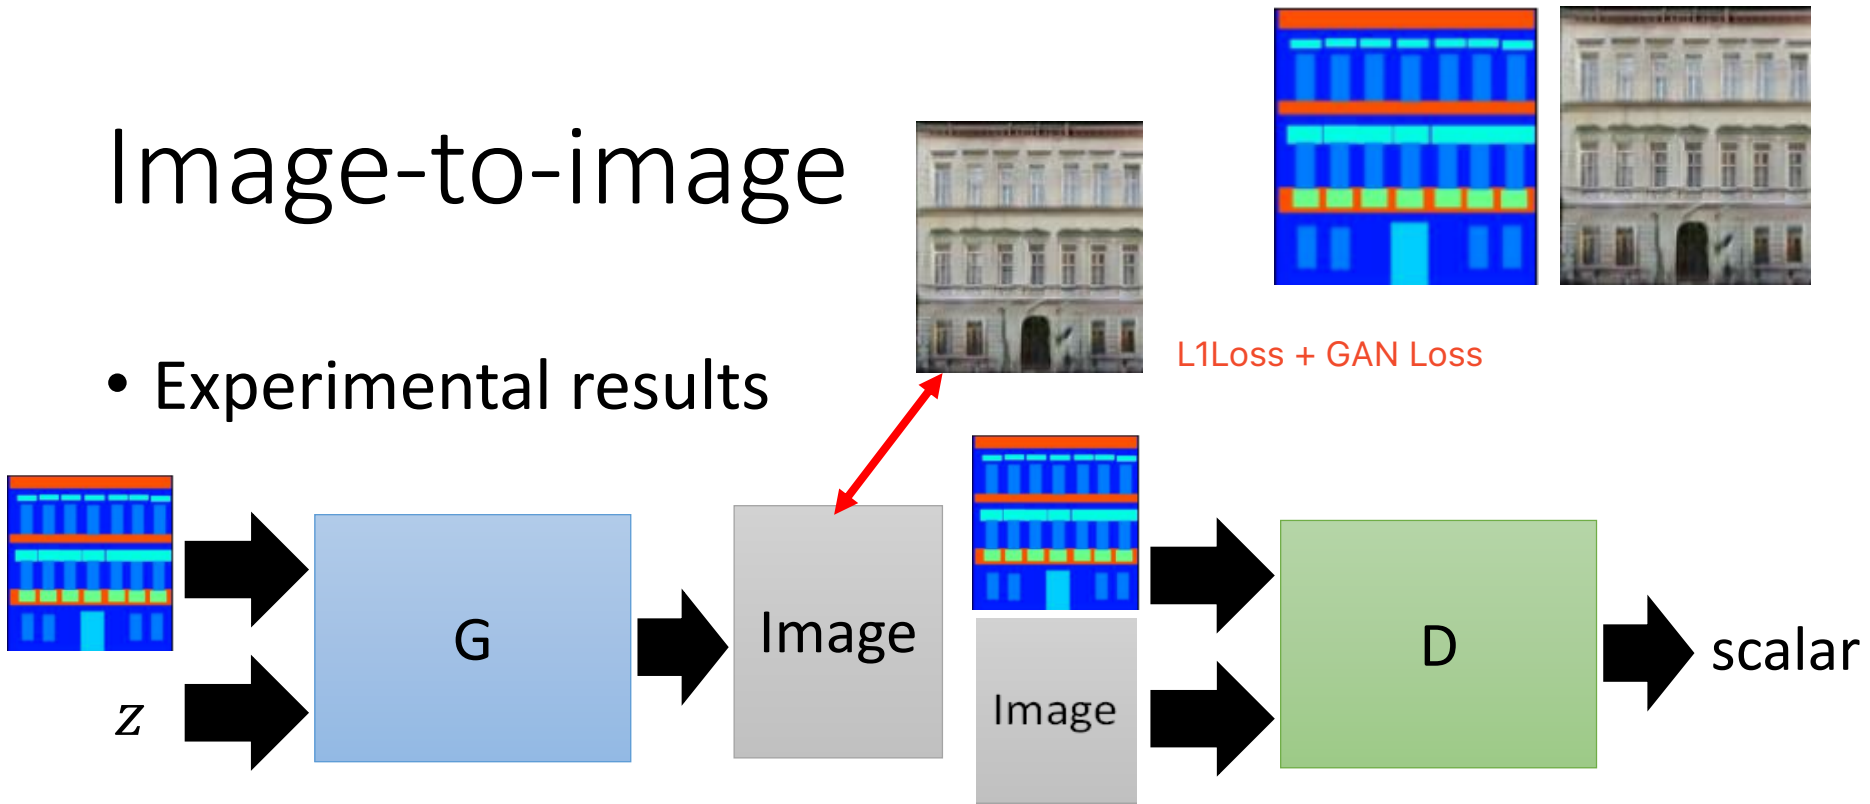 Image-to-image
L1Loss + GAN Loss
• Experimental results
G
Image
z
Image
D
scalar